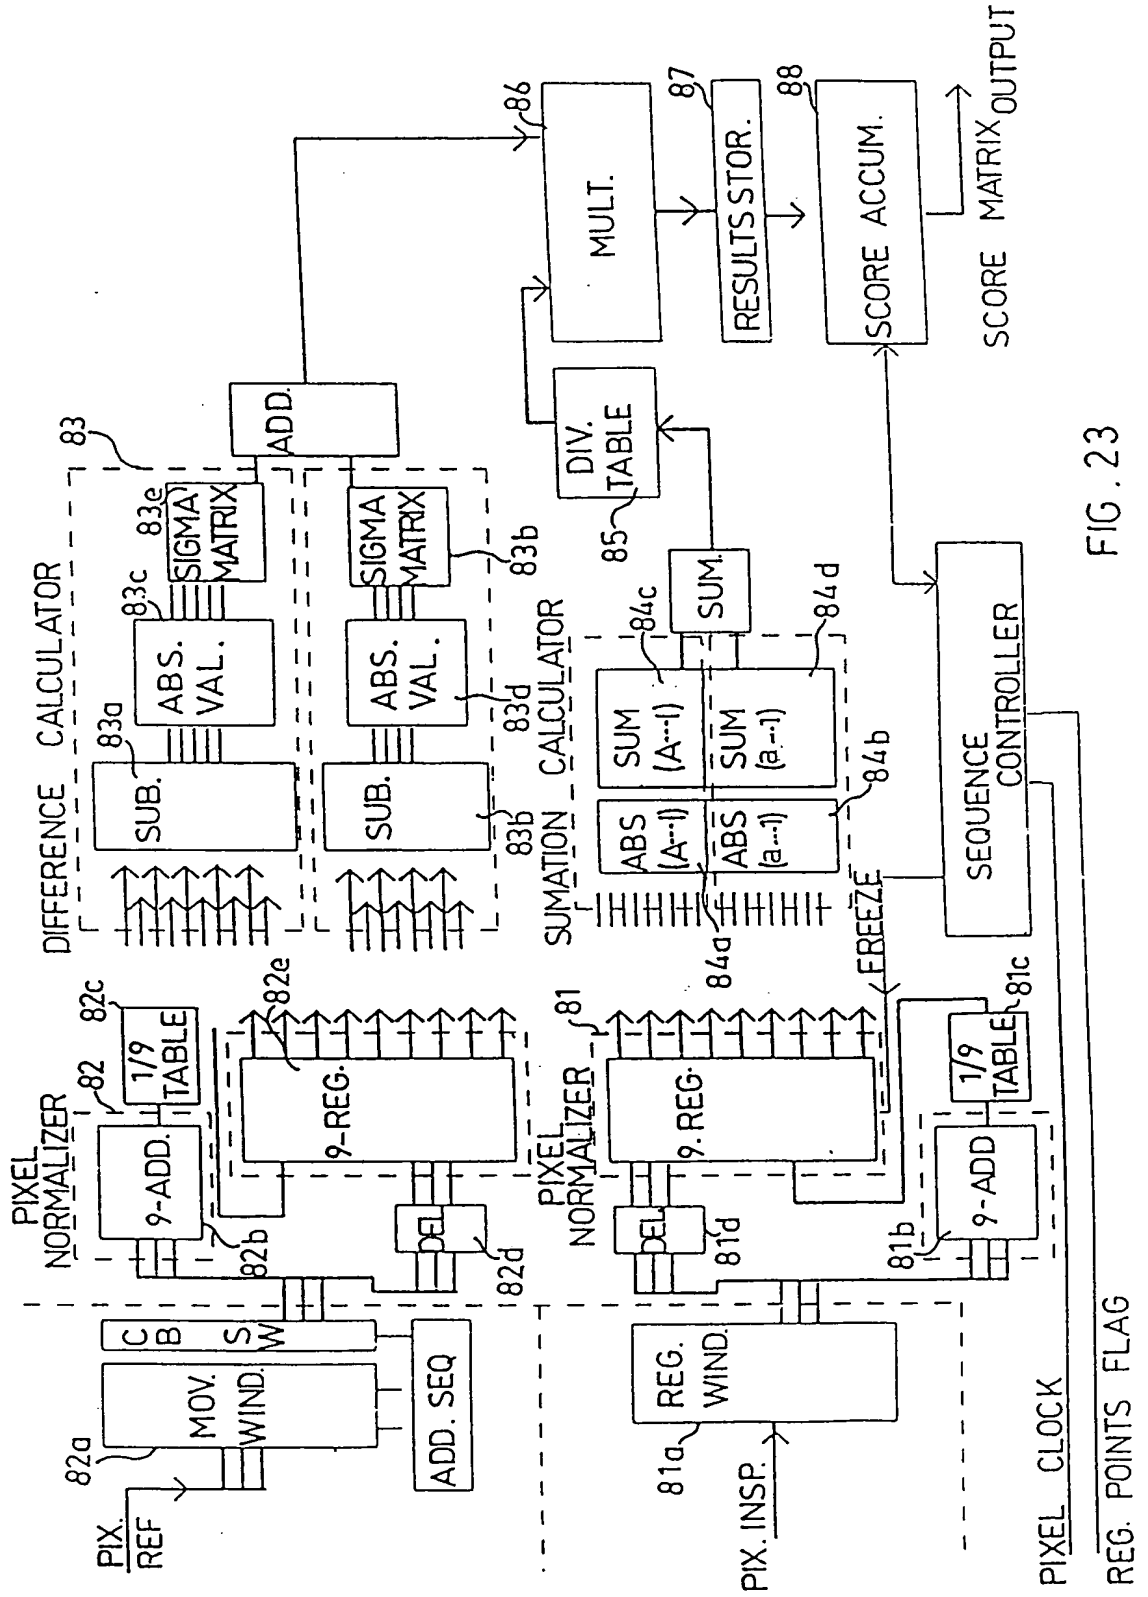 PIX.
REF
82a
MOV.
WIND.
C
B
S
W
ADD. SEQ
PIXEL
NORMALIZER
82
9-ADD.
82b
82c
1/9
TABLE
82d
DEL
82e
9-REG.
DIFFERENCE CALCULATOR
83
83a
SUB.
83c
ABS.
VAL.
83e
SIGMA
MATRIX
SUB.
83b
ABS.
VAL.
83d
SIGMA
MATRIX
83b
ADD.
86
MULT.
87
RESULTS STOR.
88
SCORE ACCUM.
SCORE MATRIX OUTPUT
PIX. INSP.
81a
REG.
WIND.
PIXEL
NORMALIZER
81
DEL
81d
9.REG.
81b
9-ADD
1/9
TABLE
81c
SUMATION CALCULATOR
ABS
(A---I)
ABS
(a---I)
84a
84b
SUM
(A---I)
SUM
(a---I)
84c
84d
SUM.
85
DIV.
TABLE
FREEZE
SEQUENCE
CONTROLLER
PIXEL CLOCK
REG. POINTS FLAG
FIG. 23